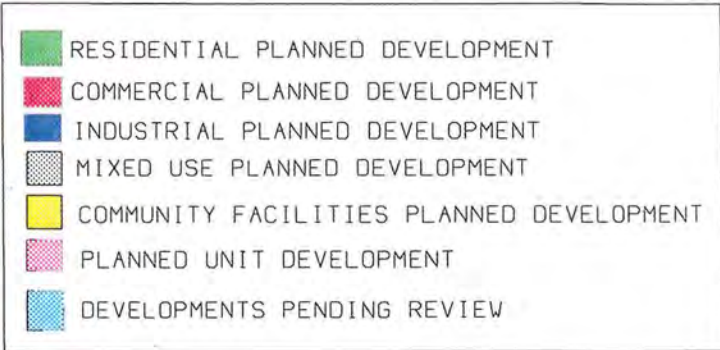 RESIDENTIAL PLANNED DEVELOPMENT
COMMERCIAL PLANNED DEVELOPMENT
INDUSTRIAL PLANNED DEVELOPMENT
MIXED USE PLANNED DEVELOPMENT
COMMUNITY FACILITIES PLANNED DEVELOPMENT
PLANNED UNIT DEVELOPMENT
DEVELOPMENTS PENDING REVIEW